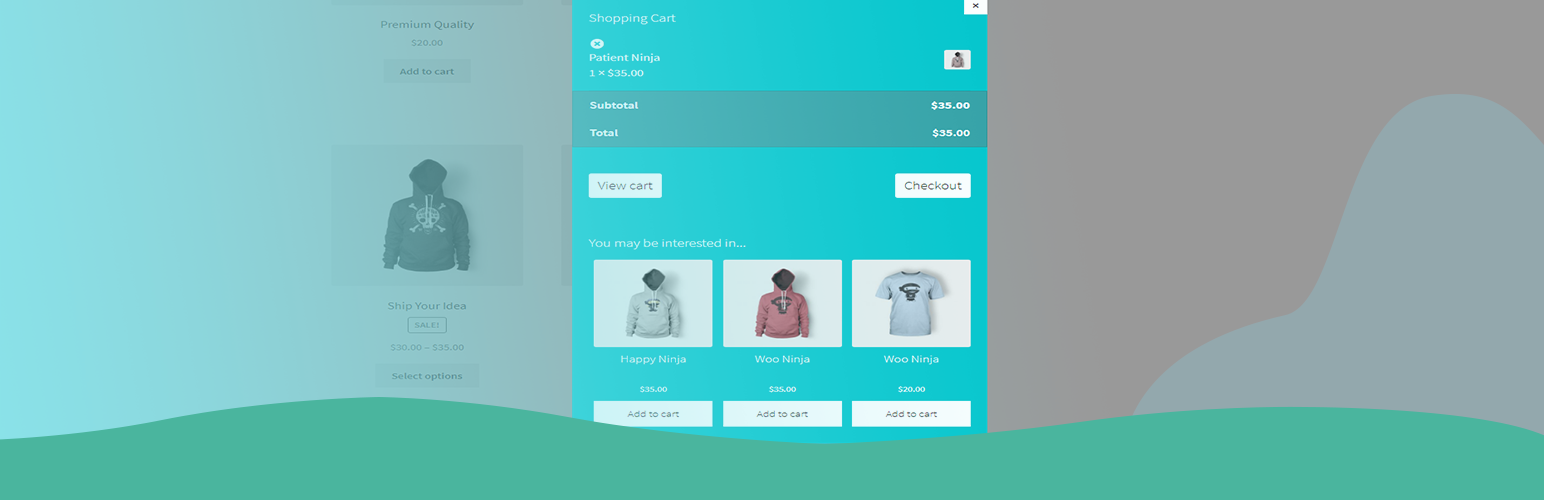 Premium Quality
$20.00
Add to cart
Ship Your Idea
SALE!
$30.00 – $35.00
Select options
×
Shopping Cart
Patient Ninja
1 × $35.00
Subtotal $35.00
Total $35.00
View cart Checkout
You may be interested in...
Happy Ninja Woo Ninja Woo Ninja
$35.00 $35.00 $20.00
Add to cart Add to cart Add to cart